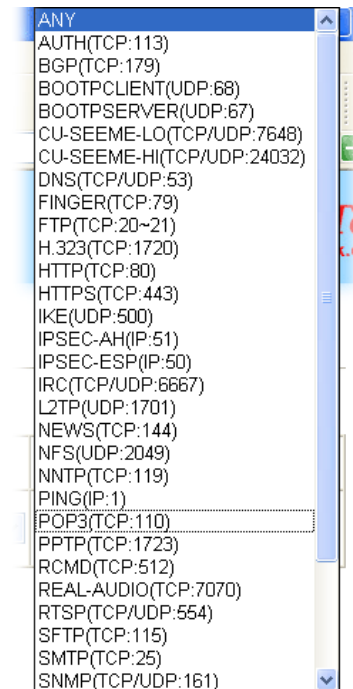 ANY
AUTH(TCP:113)
BGP(TCP:179)
BOOTPCLIENT(UDP:68)
BOOTPSERVER(UDP:67)
CU-SEEME-LO(TCP/UDP:7648)
CU-SEEME-HI(TCP/UDP:24032)
DNS(TCP/UDP:53)
FINGER(TCP:79)
FTP(TCP:20~21)
H.323(TCP:1720)
HTTP(TCP:80)
HTTPS(TCP:443)
IKE(UDP:500)
IPSEC-AH(IP:51)
IPSEC-ESP(IP:50)
IRC(TCP/UDP:6667)
L2TP(UDP:1701)
NEWS(TCP:144)
NFS(UDP:2049)
NNTP(TCP:119)
PING(IP:1)
POP3(TCP:110)
PPTP(TCP:1723)
RCMD(TCP:512)
REAL-AUDIO(TCP:7070)
RTSP(TCP/UDP:554)
SFTP(TCP:115)
SMTP(TCP:25)
SNMP(TCP/UDP:161)